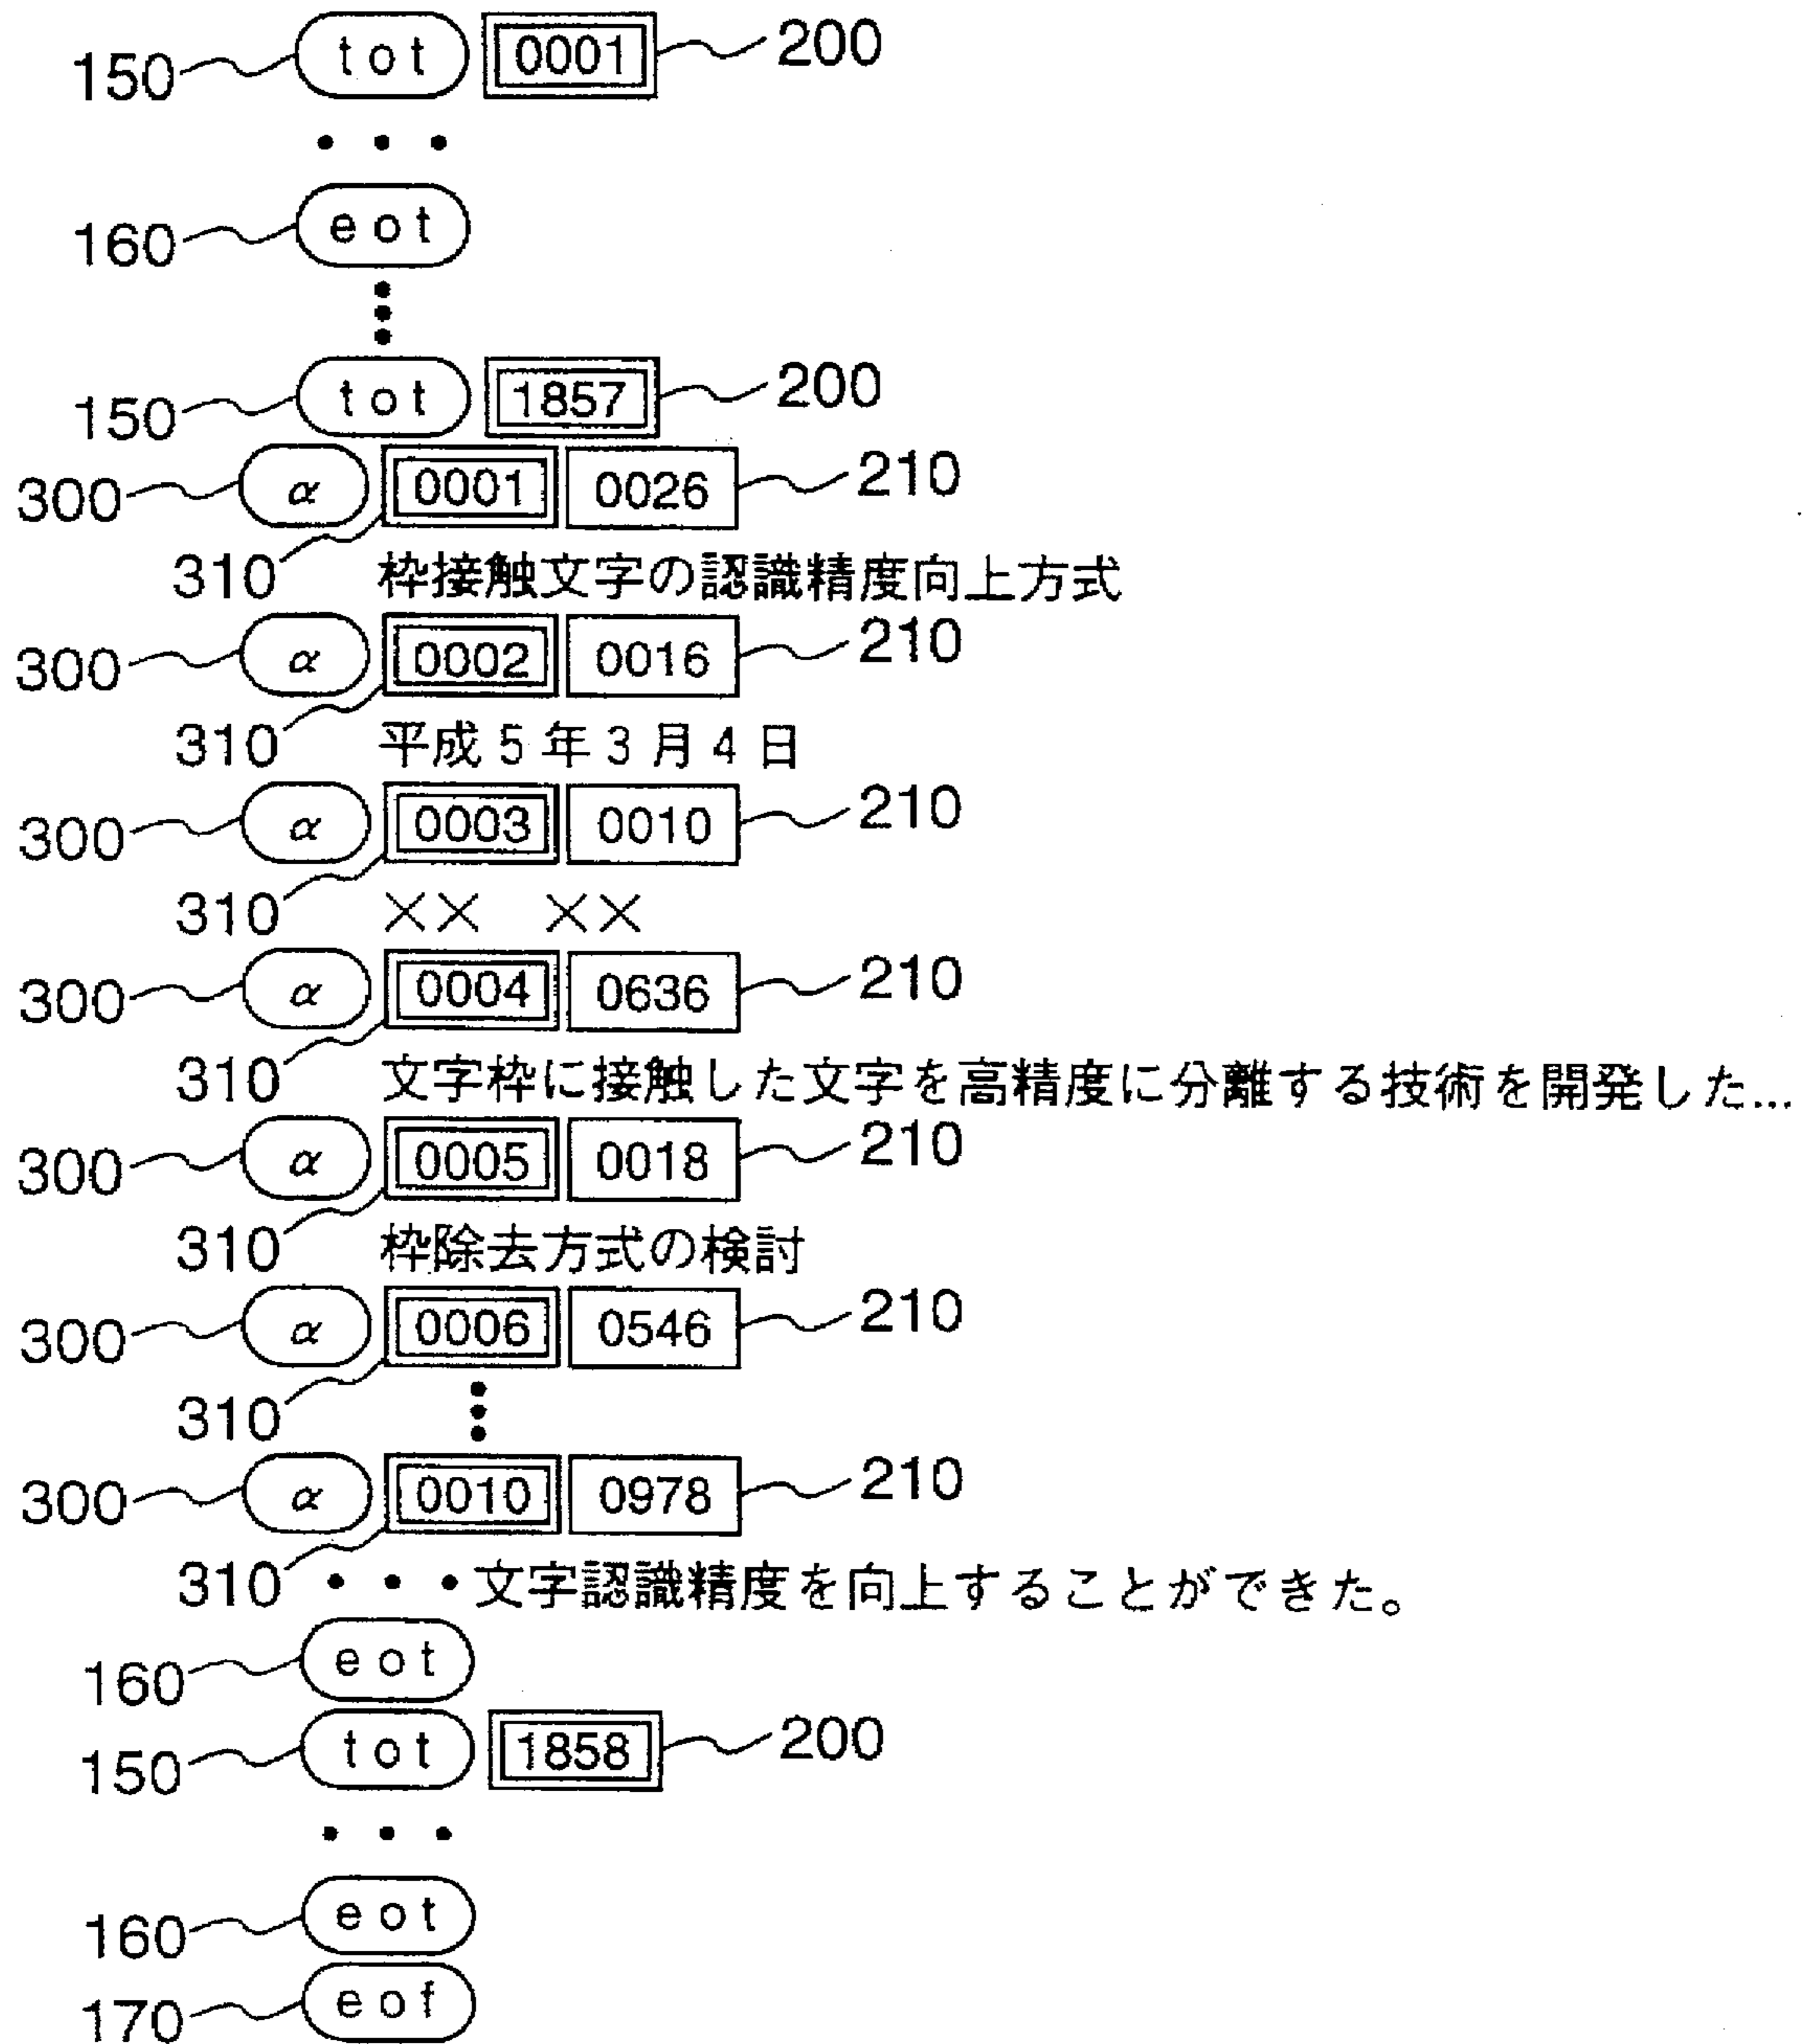 150 tot 0001 200
• • •
160 eot
⋮
150 tot 1857 200
300 α 0001 0026 210
310 枠接触文字の認識精度向上方式
300 α 0002 0016 210
310 平成5年3月4日
300 α 0003 0010 210
310 ×× ××
300 α 0004 0636 210
310 文字枠に接触した文字を高精度に分離する技術を開発した...
300 α 0005 0018 210
310 枠除去方式の検討
300 α 0006 0546 210
310 ⋮
300 α 0010 0978 210
310 • • • 文字認識精度を向上することができた。
160 eot
150 tot 1858 200
• • •
160 eot
170 eof